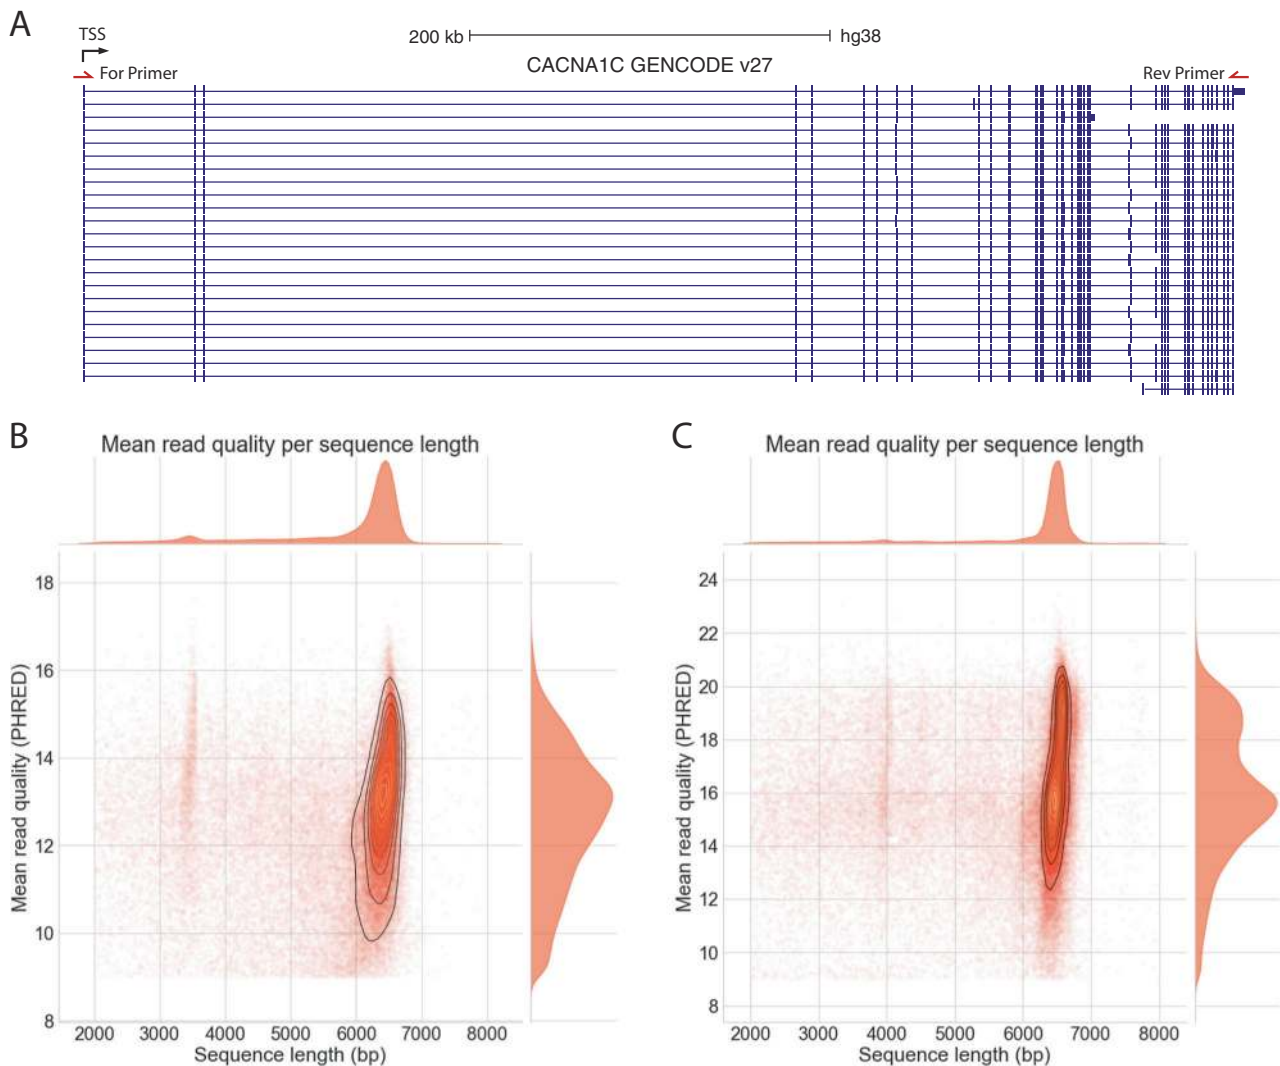 A
TSS
200 kb
hg38
For Primer
CACNA1C GENCODE v27
Rev Primer
B
Mean read quality per sequence length
18
16
14
12
10
8
Mean read quality (PHRED)
2000 3000 4000 5000 6000 7000 8000
Sequence length (bp)
C
Mean read quality per sequence length
24
22
20
18
16
14
12
10
8
Mean read quality (PHRED)
2000 3000 4000 5000 6000 7000 8000
Sequence length (bp)